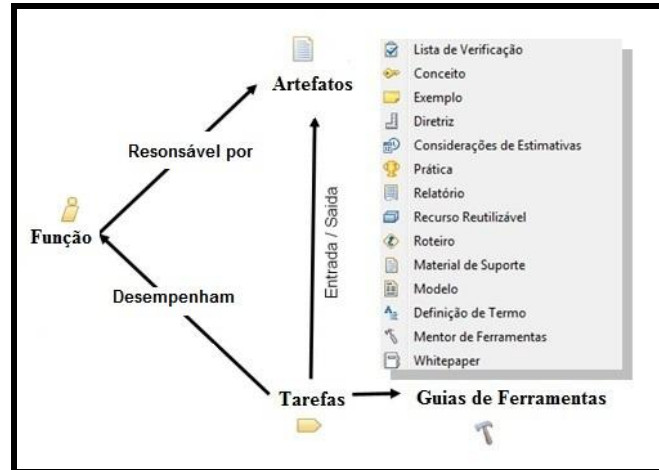 Artefatos
Resonsável por
Função
Desempenham
Entrada / Saida
Tarefas
Guias de Ferramentas
Lista de Verificação
Conceito
Exemplo
Diretriz
Considerações de Estimativas
Prática
Relatório
Recurso Reutilizável
Roteiro
Material de Suporte
Modelo
Definição de Termo
Mentor de Ferramentas
Whitepaper